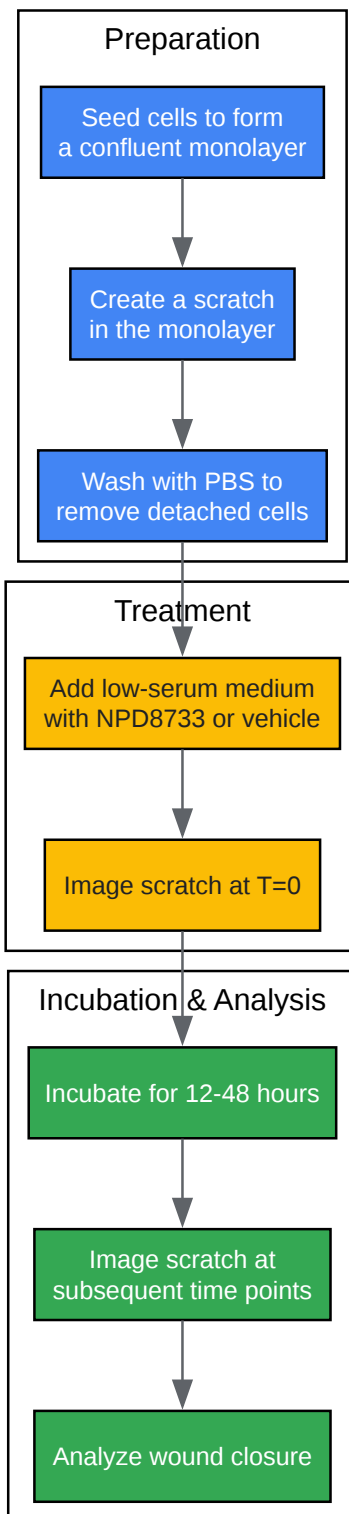 Preparation
Seed cells to form
a confluent monolayer
Create a scratch
in the monolayer
Wash with PBS to
remove detached cells
Treatment
Add low-serum medium
with NPD8733 or vehicle
Image scratch at T=0
Incubation & Analysis
Incubate for 12-48 hours
Image scratch at
subsequent time points
Analyze wound closure